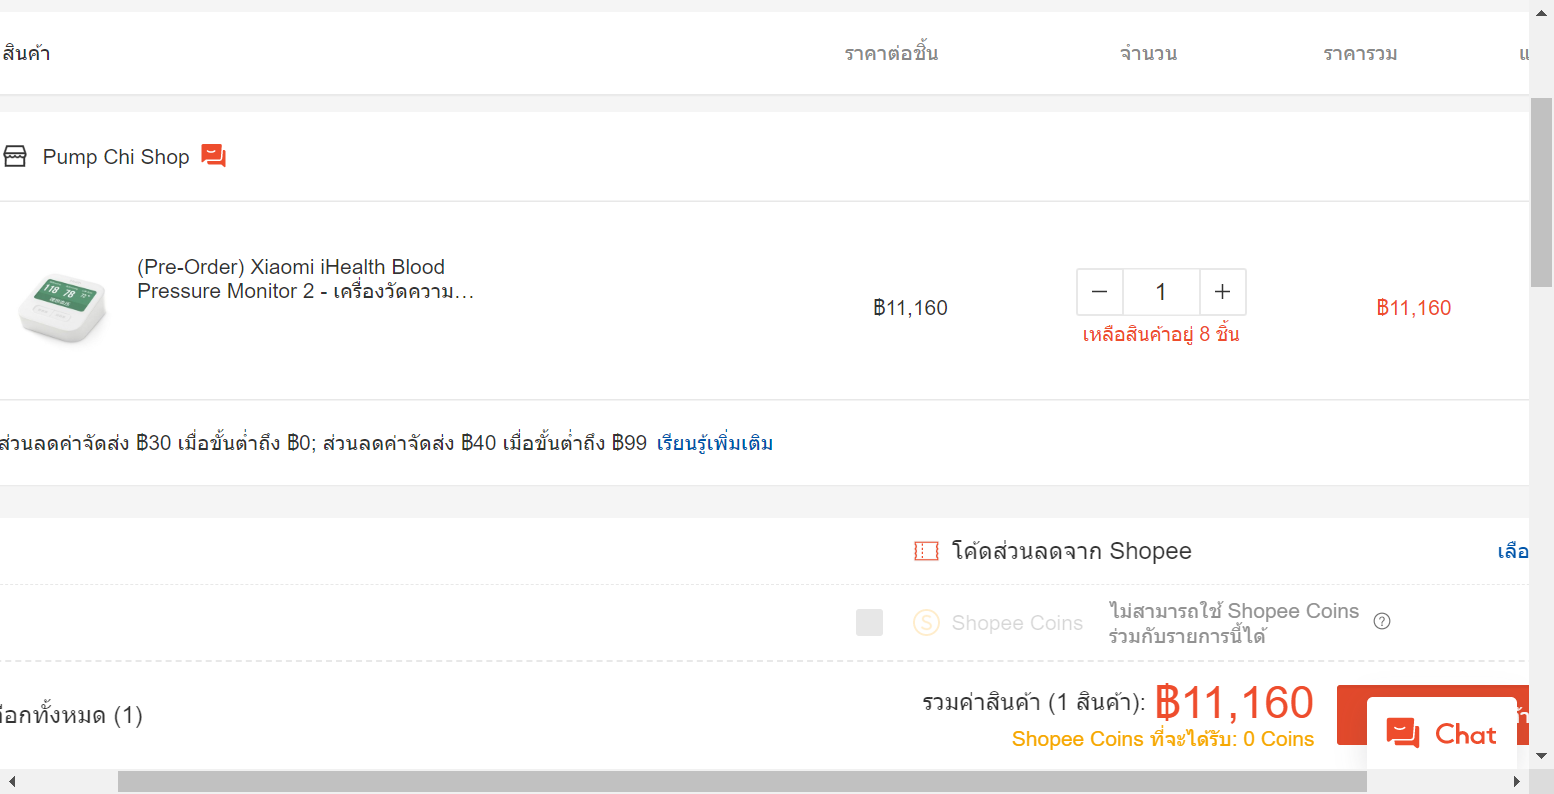 สินค้า ราคาต่อชิ้น จำนวน ราคารวม แ
Pump Chi Shop
(Pre-Order) Xiaomi iHealth Blood
Pressure Monitor 2 - เครื่องวัดความ...
฿11,160 − 1 + ฿11,160
เหลือสินค้าอยู่ 8 ชิ้น
ส่วนลดค่าจัดส่ง ฿30 เมื่อขั้นต่ำถึง ฿0; ส่วนลดค่าจัดส่ง ฿40 เมื่อขั้นต่ำถึง ฿99 เรียนรู้เพิ่มเติม
โค้ดส่วนลดจาก Shopee เลือ
Shopee Coins ไม่สามารถใช้ Shopee Coins
ร่วมกับรายการนี้ได้
ลือกทั้งหมด (1) รวมค่าสินค้า (1 สินค้า): ฿11,160
Shopee Coins ที่จะได้รับ: 0 Coins
Chat